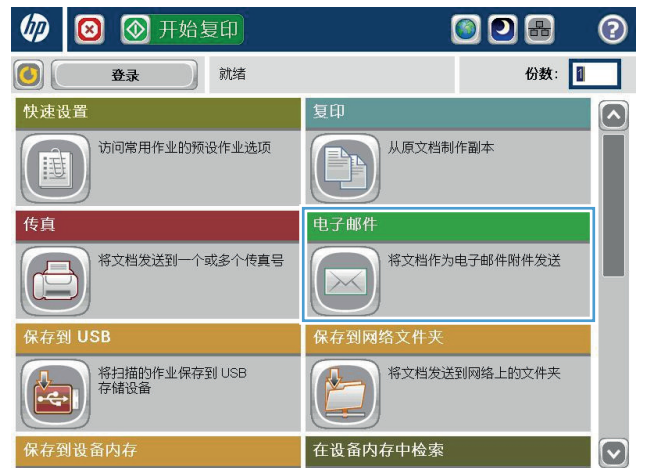 hp
开始复印
?
登录
就绪
份数: 1
快速设置
访问常用作业的预设作业选项
复印
从原文档制作副本
传真
将文档发送到一个或多个传真号
电子邮件
将文档作为电子邮件附件发送
保存到 USB
将扫描的作业保存到 USB
存储设备
保存到网络文件夹
将文档发送到网络上的文件夹
保存到设备内存
在设备内存中检索